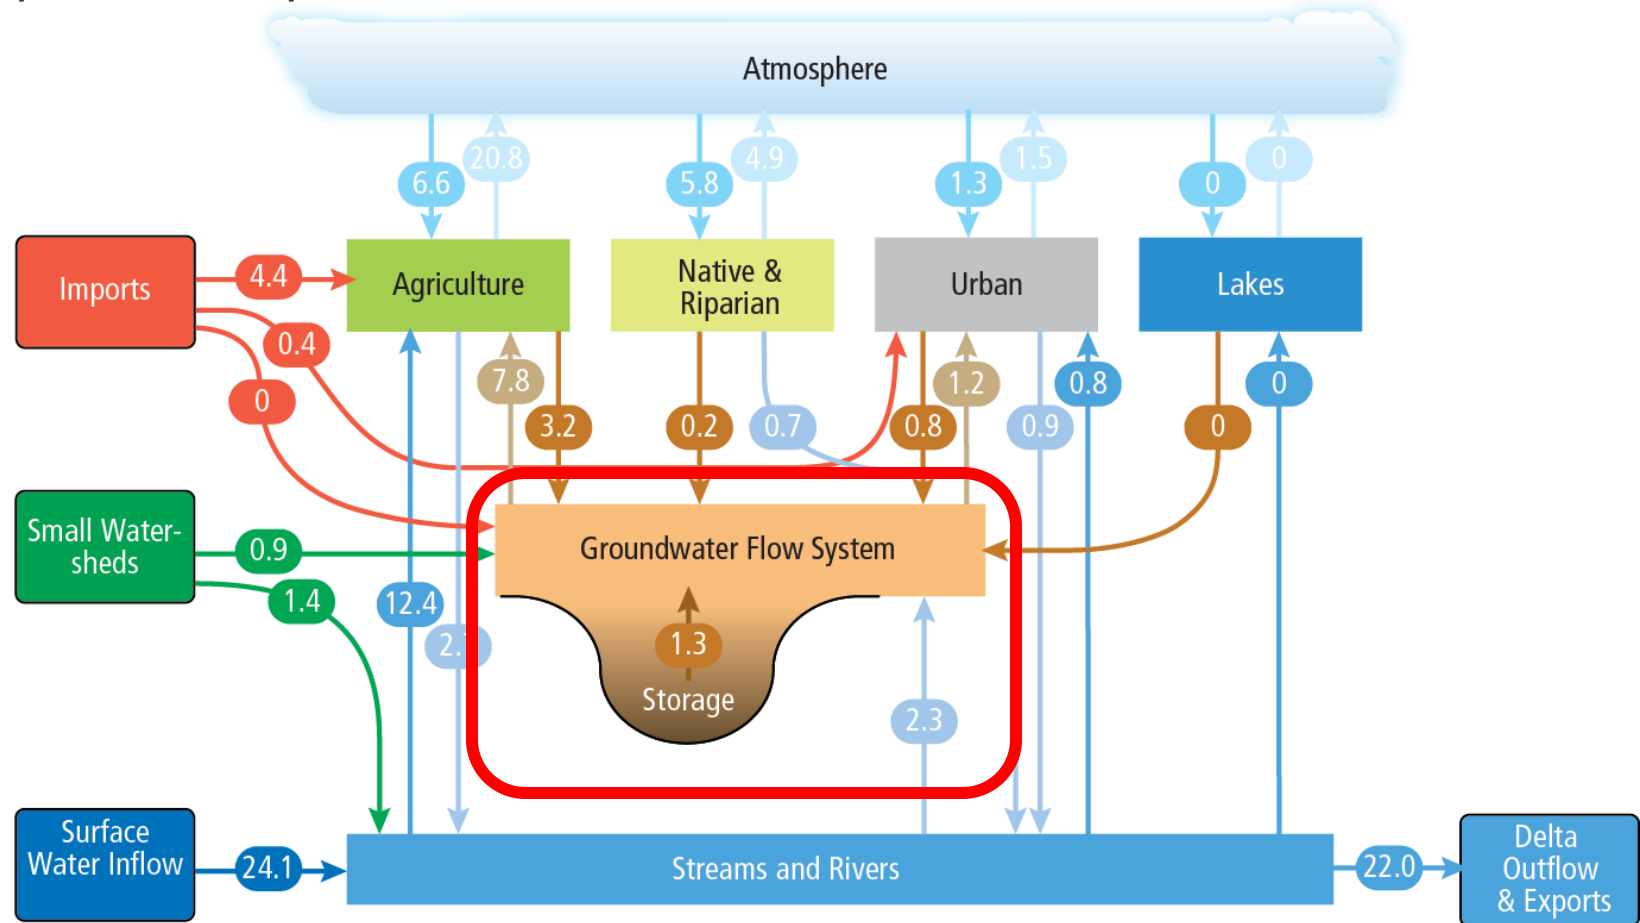 Atmosphere
6.6
20.8
5.8
4.9
1.3
1.5
0
0
Imports
4.4
Agriculture
Native &
Riparian
Urban
Lakes
0.4
0
7.8
3.2
0.2
0.7
0.8
1.2
0.9
0.8
0
0
Small Water-
sheds
0.9
1.4
Groundwater Flow System
12.4
1.3
Storage
2.3
Surface
Water Inflow
24.1
Streams and Rivers
22.0
Delta
Outflow
& Exports